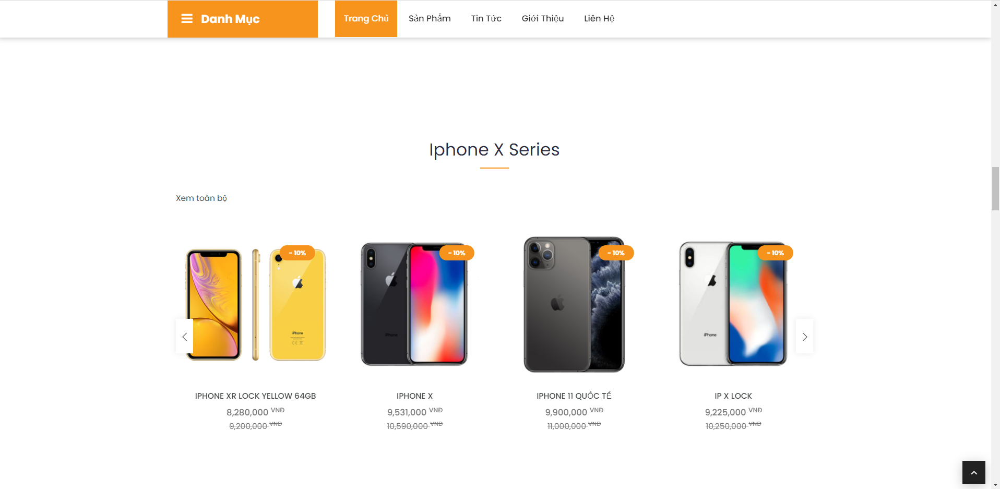 Danh Mục
Trang Chủ
Sản Phẩm
Tin Tức
Giới Thiệu
Liên Hệ
Iphone X Series
Xem toàn bộ
- 10%
- 10%
- 10%
- 10%
iPhone
iPhone
iPhone
IPHONE XR LOCK YELLOW 64GB
8,280,000 VNĐ
9,200,000 VNĐ
IPHONE X
9,531,000 VNĐ
10,590,000 VNĐ
IPHONE 11 QUỐC TẾ
9,900,000 VNĐ
11,000,000 VNĐ
IP X LOCK
9,225,000 VNĐ
10,250,000 VNĐ